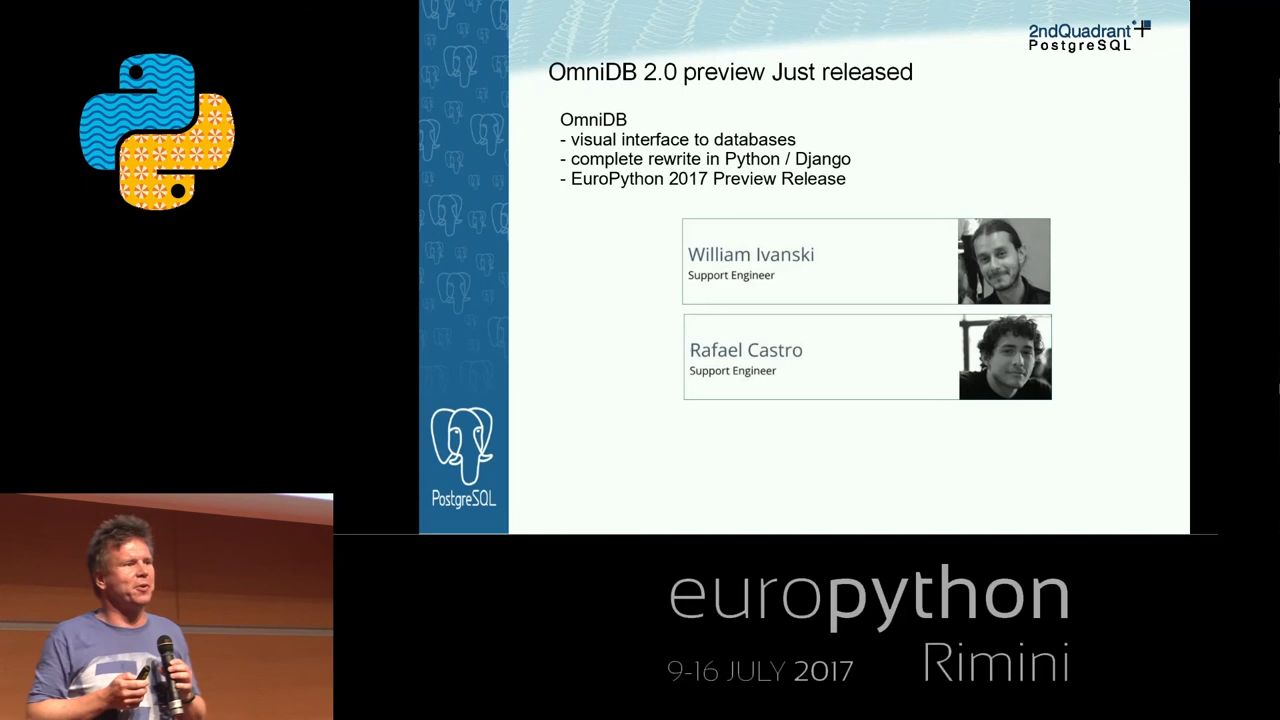 2ndQuadrant
PostgreSQL
OmniDB 2.0 preview Just released
OmniDB
- visual interface to databases
- complete rewrite in Python / Django
- EuroPython 2017 Preview Release
William Ivanski
Support Engineer
Rafael Castro
Support Engineer
PostgreSQL
europython
9-16 JULY 2017
Rimini